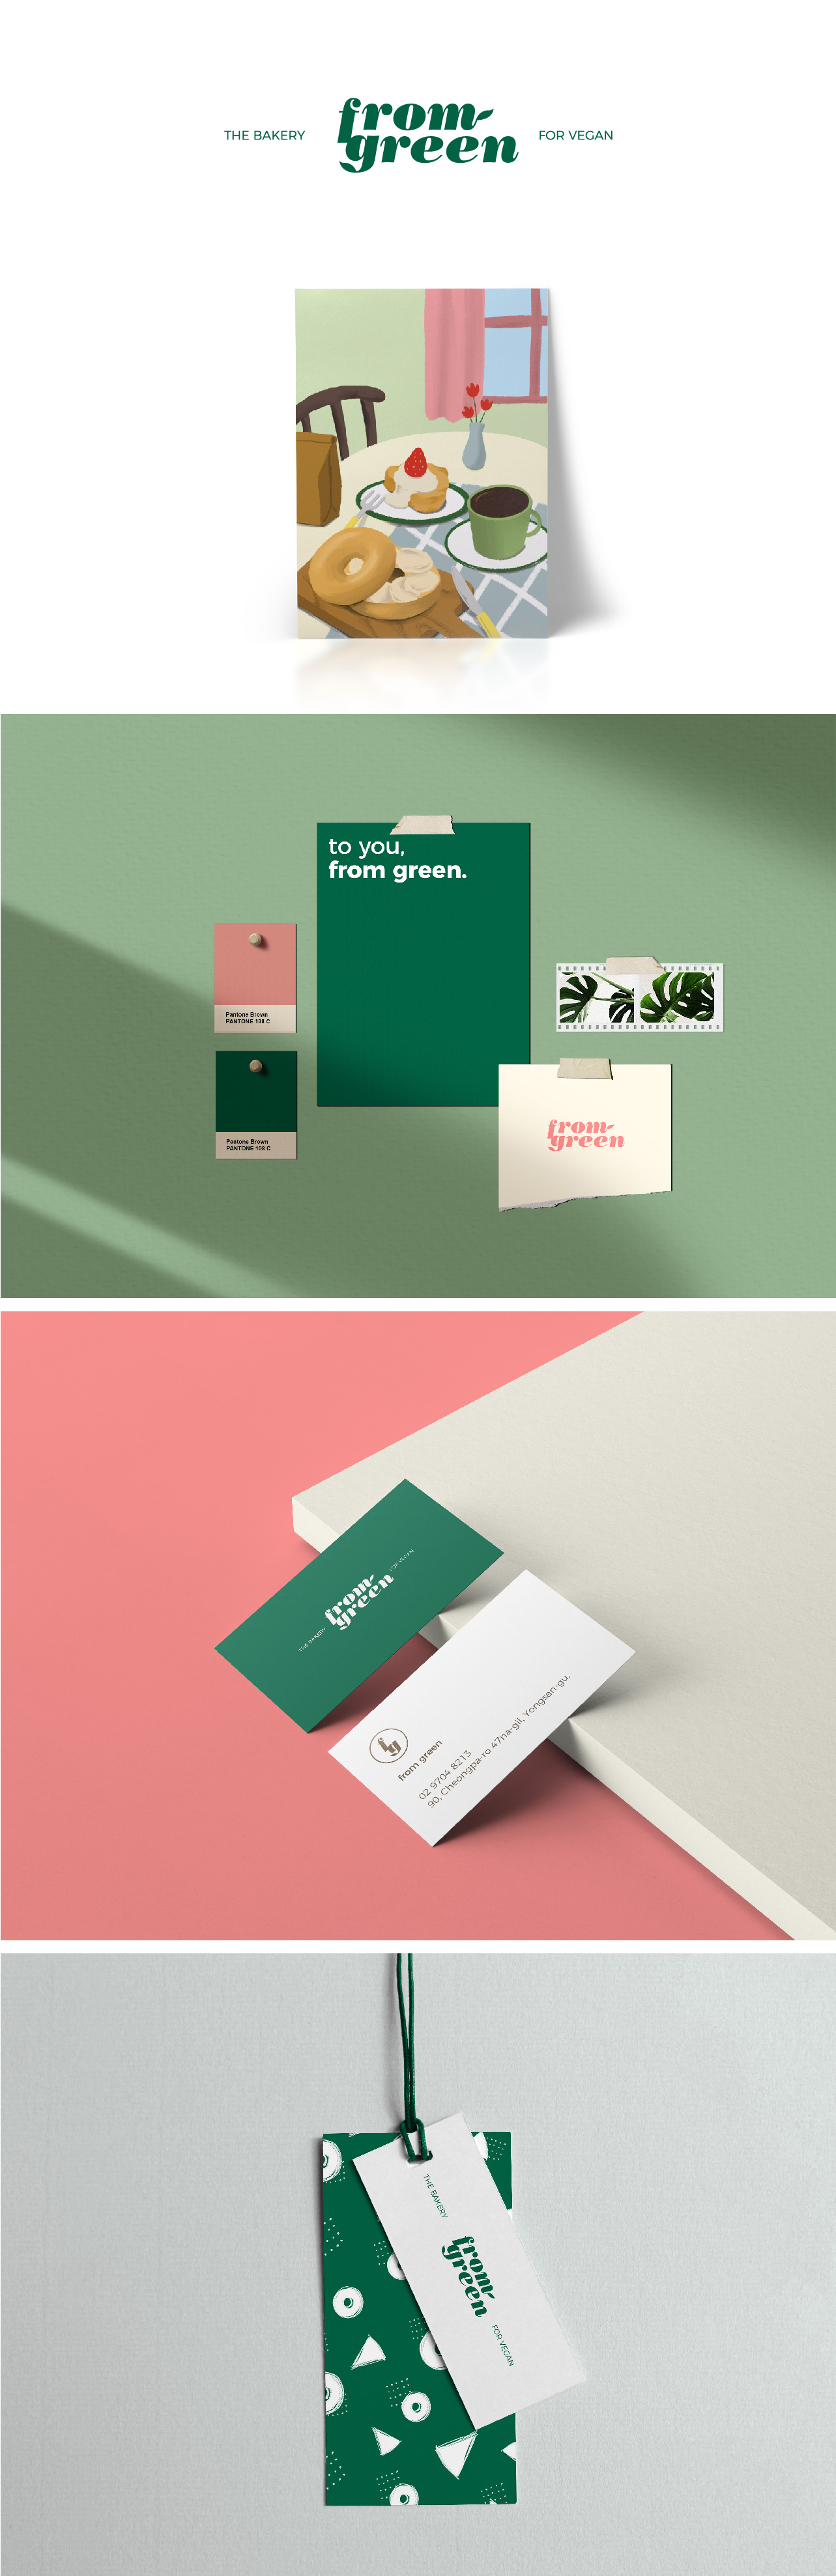 THE BAKERY
from-
green
FOR VEGAN
to you,
from green.
Pantone Brown
PANTONE 108 C
Pantone Brown
PANTONE 108 C
from-
green
THE BAKERY
from-
green
FOR VEGAN
fg
from green
02 9704 8213
90, Cheongpa-ro 47na-gil, Yongsan-gu,
THE BAKERY
from-
green
FOR VEGAN